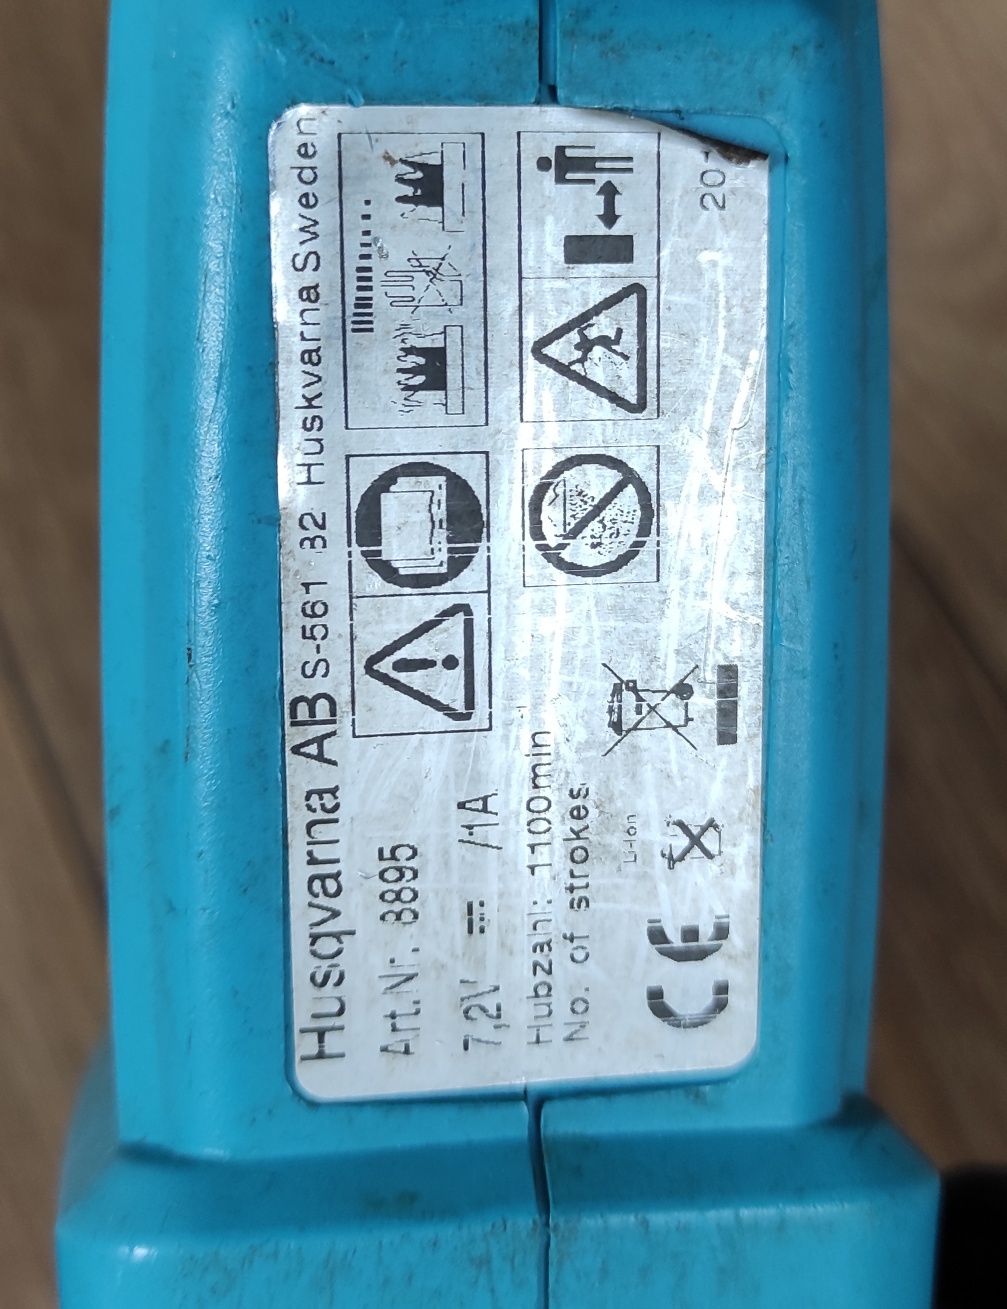 Husqvarna AB S-561 82 Huskvarna Sweden
Art.Nr. 8895
7,2V ⎓ /1A
Hubzahl: 1100min
No. of strokes
Li-Ion
CE